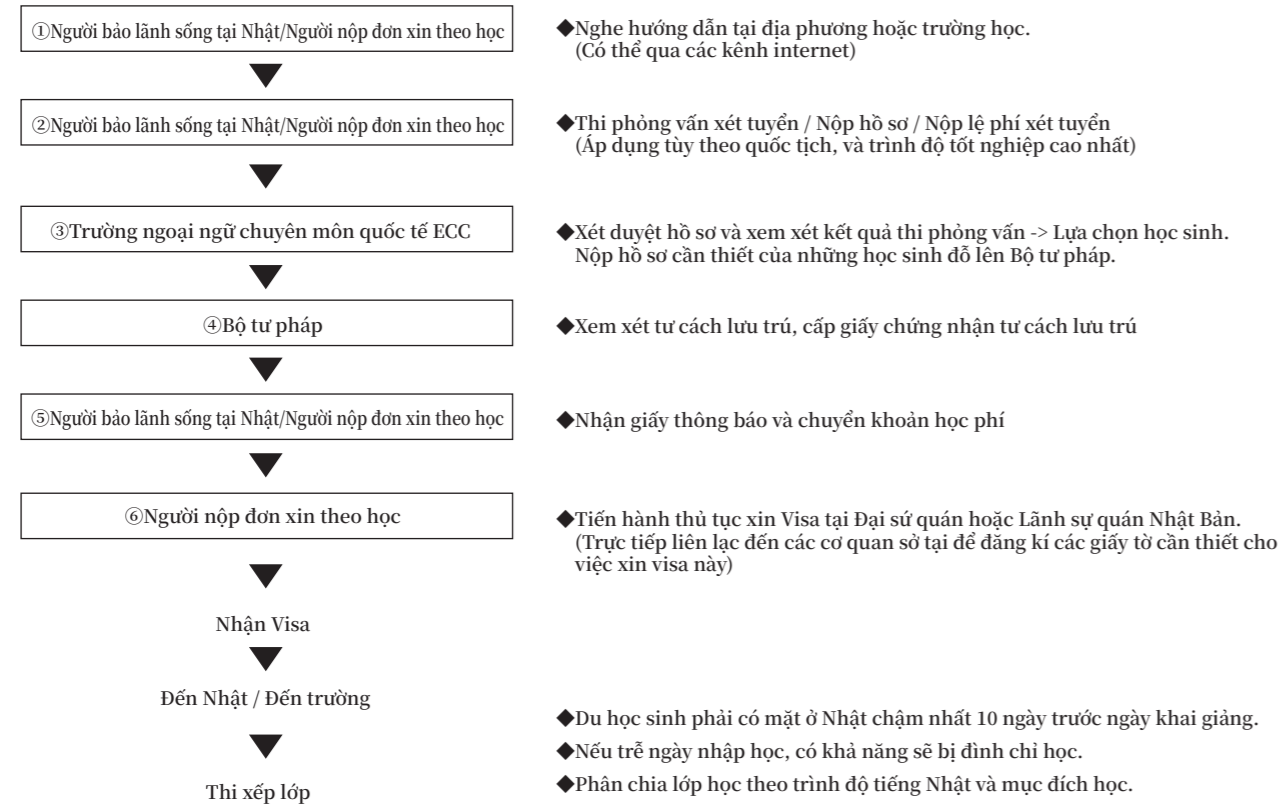 ①Người bảo lãnh sống tại Nhật/Người nộp đơn xin theo học
◆Nghe hướng dẫn tại địa phương hoặc trường học.
(Có thể qua các kênh internet)
②Người bảo lãnh sống tại Nhật/Người nộp đơn xin theo học
◆Thi phỏng vấn xét tuyển / Nộp hồ sơ / Nộp lệ phí xét tuyển
(Áp dụng tùy theo quốc tịch, và trình độ tốt nghiệp cao nhất)
③Trường ngoại ngữ chuyên môn quốc tế ECC
◆Xét duyệt hồ sơ và xem xét kết quả thi phỏng vấn -> Lựa chọn học sinh.
Nộp hồ sơ cần thiết của những học sinh đỗ lên Bộ tư pháp.
④Bộ tư pháp
◆Xem xét tư cách lưu trú, cấp giấy chứng nhận tư cách lưu trú
⑤Người bảo lãnh sống tại Nhật/Người nộp đơn xin theo học
◆Nhận giấy thông báo và chuyển khoản học phí
⑥Người nộp đơn xin theo học
◆Tiến hành thủ tục xin Visa tại Đại sứ quán hoặc Lãnh sự quán Nhật Bản.
(Trực tiếp liên lạc đến các cơ quan sở tại để đăng kí các giấy tờ cần thiết cho
việc xin visa này)
Nhận Visa
Đến Nhật / Đến trường
◆Du học sinh phải có mặt ở Nhật chậm nhất 10 ngày trước ngày khai giảng.
◆Nếu trễ ngày nhập học, có khả năng sẽ bị đình chỉ học.
Thi xếp lớp
◆Phân chia lớp học theo trình độ tiếng Nhật và mục đích học.